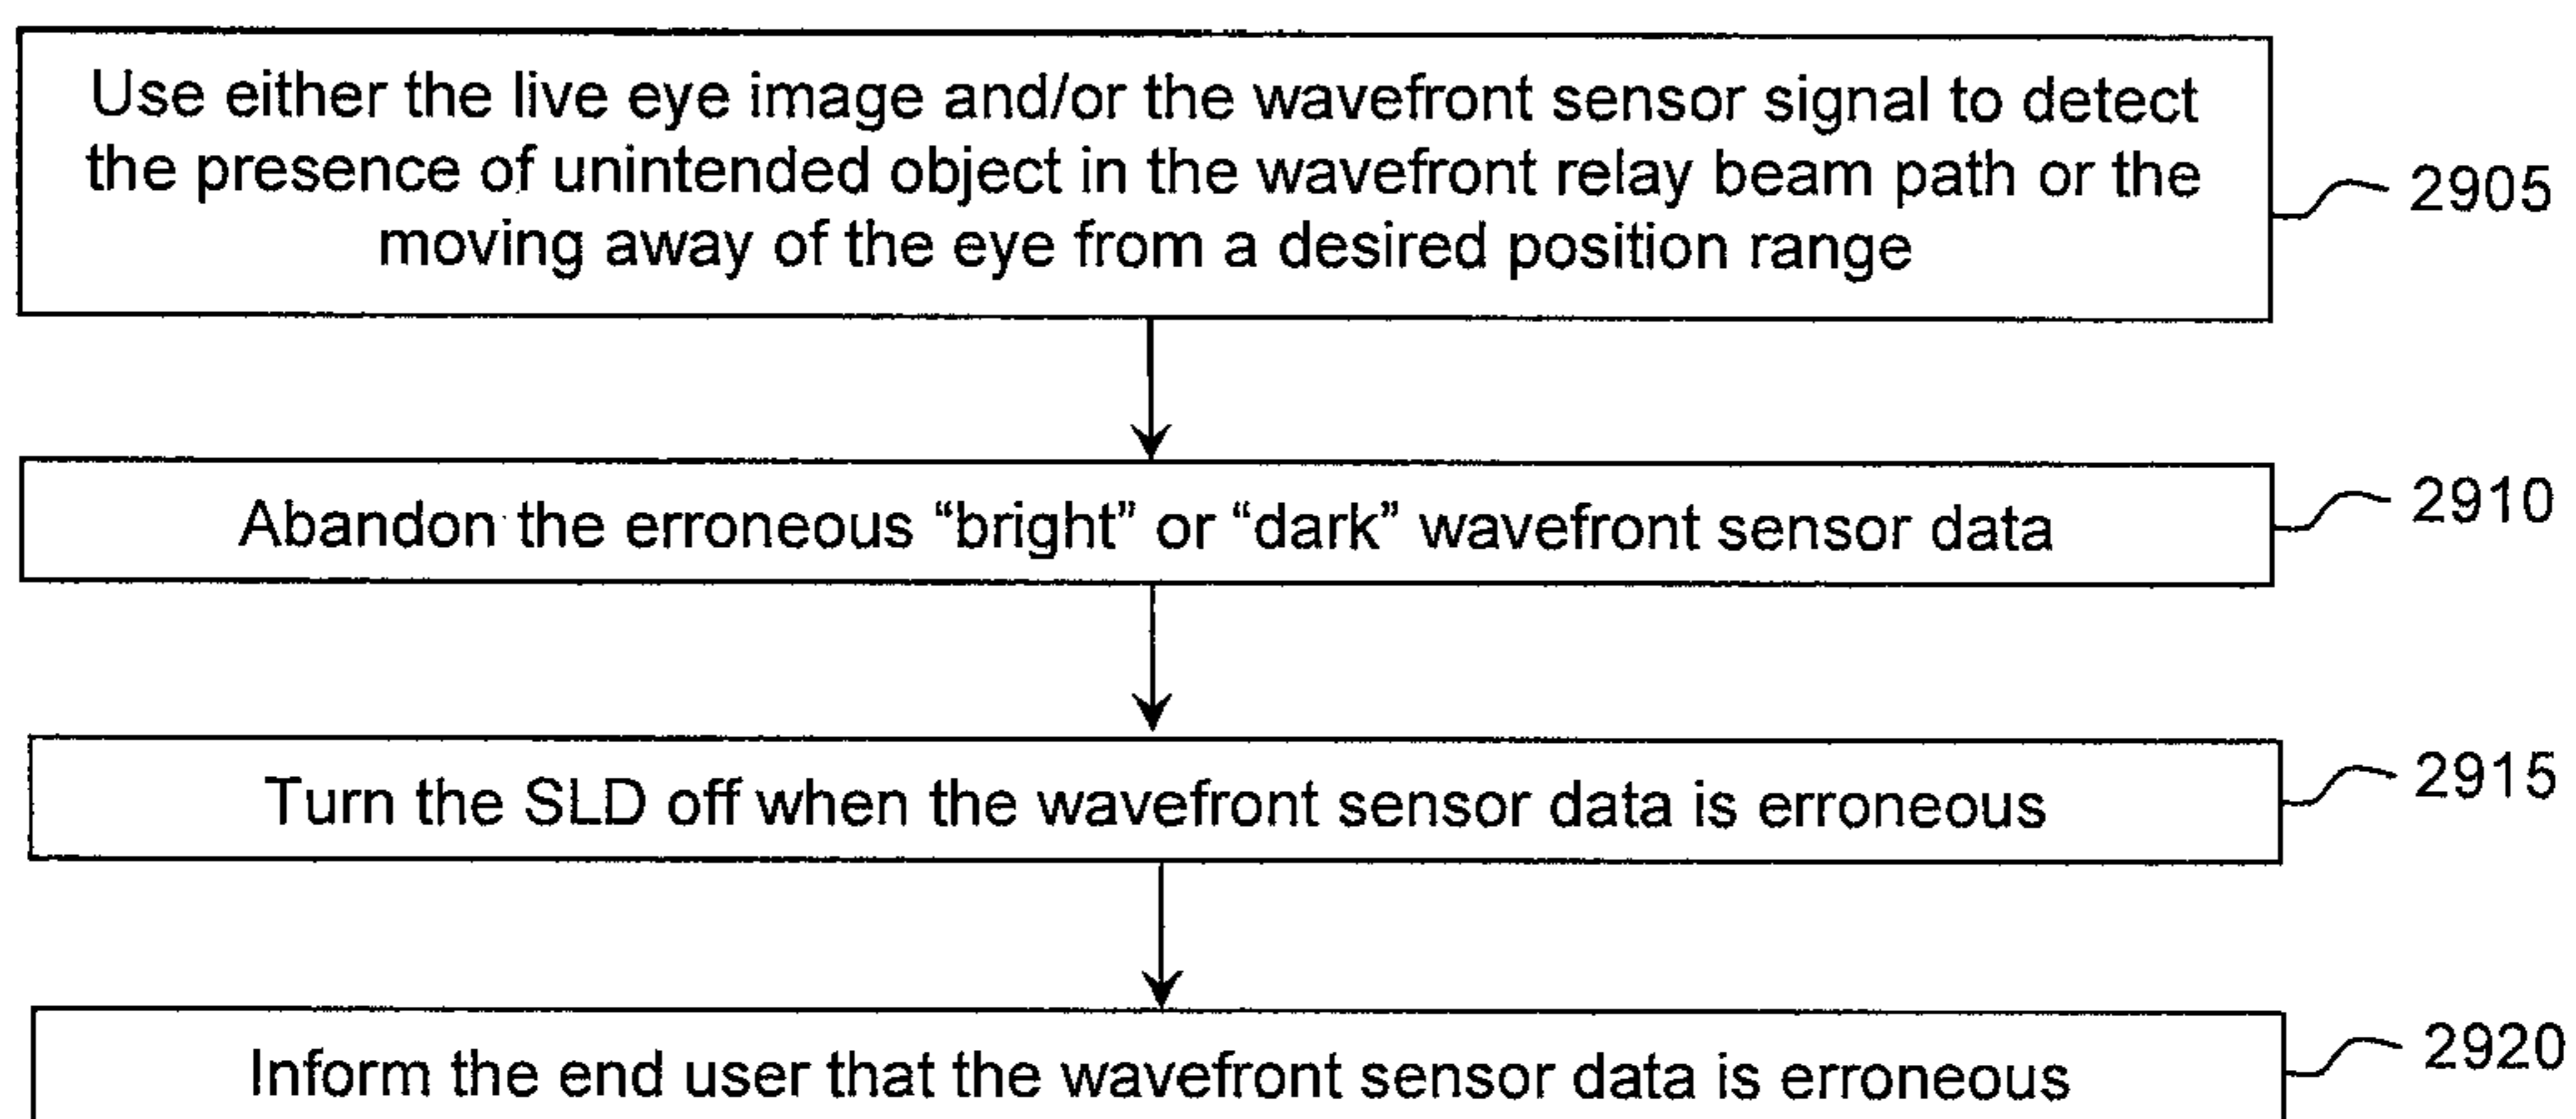 Use either the live eye image and/or the wavefront sensor signal to detect
the presence of unintended object in the wavefront relay beam path or the
moving away of the eye from a desired position range
2905
Abandon the erroneous “bright” or “dark” wavefront sensor data
2910
Turn the SLD off when the wavefront sensor data is erroneous
2915
Inform the end user that the wavefront sensor data is erroneous
2920